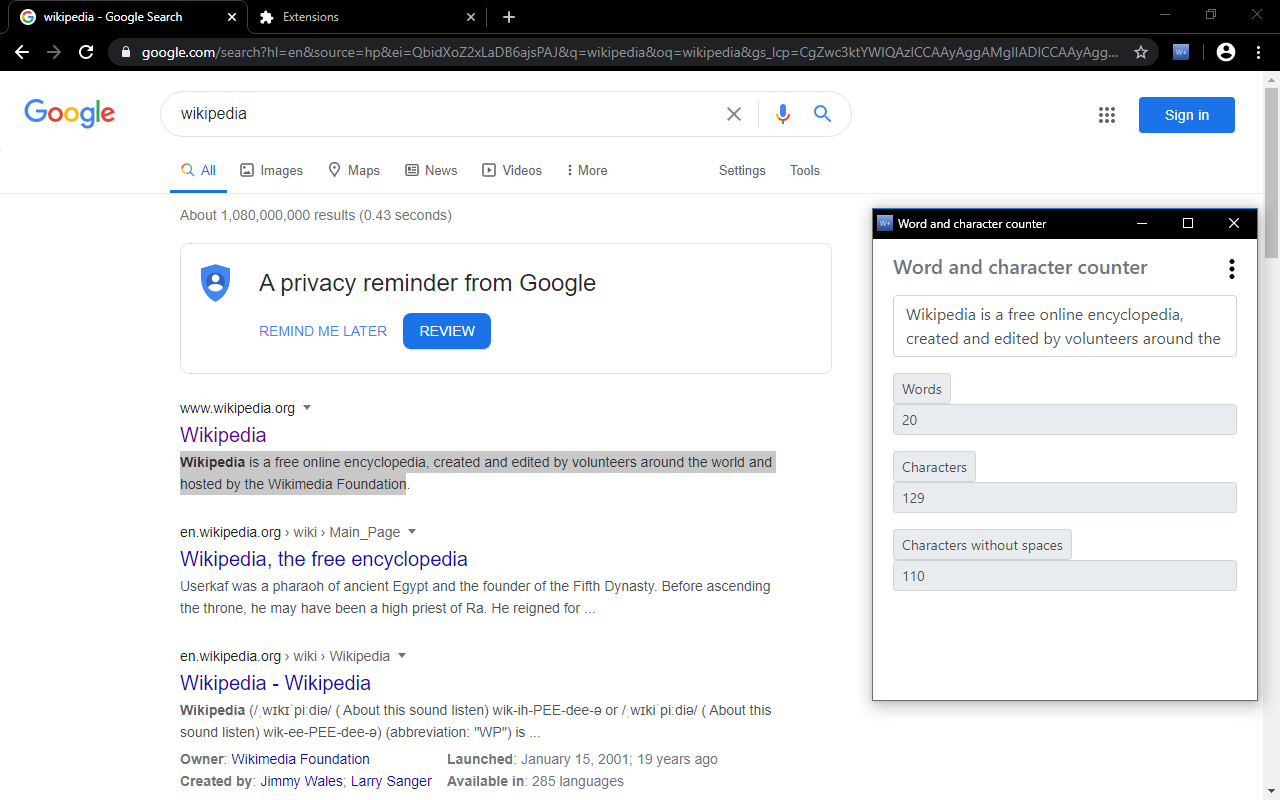 wikipedia - Google Search
Extensions
google.com/search?hl=en&source=hp&ei=QbidXoZ2xLaDB6ajsPAJ&q=wikipedia&oq=wikipedia&gs_lcp=CgZwc3ktYWIQAzICCAAyAggAMgIIADICCAAyAgg...
Google
wikipedia
Sign in
All
Images
Maps
News
Videos
More
Settings
Tools
About 1,080,000,000 results (0.43 seconds)
A privacy reminder from Google
REMIND ME LATER
REVIEW
www.wikipedia.org
Wikipedia
Wikipedia is a free online encyclopedia, created and edited by volunteers around the world and
hosted by the Wikimedia Foundation.
en.wikipedia.org › wiki › Main_Page
Wikipedia, the free encyclopedia
Userkaf was a pharaoh of ancient Egypt and the founder of the Fifth Dynasty. Before ascending
the throne, he may have been a high priest of Ra. He reigned for ...
en.wikipedia.org › wiki › Wikipedia
Wikipedia - Wikipedia
Wikipedia (/ˌwɪkɪˈpiːdiə/ ( About this sound listen) wik-ih-PEE-dee-ə or /ˌwɪkiˈpiːdiə/ ( About this
sound listen) wik-ee-PEE-dee-ə) (abbreviation: "WP") is ...
Owner: Wikimedia Foundation
Launched: January 15, 2001; 19 years ago
Created by: Jimmy Wales; Larry Sanger
Available in: 285 languages
W+ Word and character counter
Word and character counter
Wikipedia is a free online encyclopedia,
created and edited by volunteers around the
Words
20
Characters
129
Characters without spaces
110